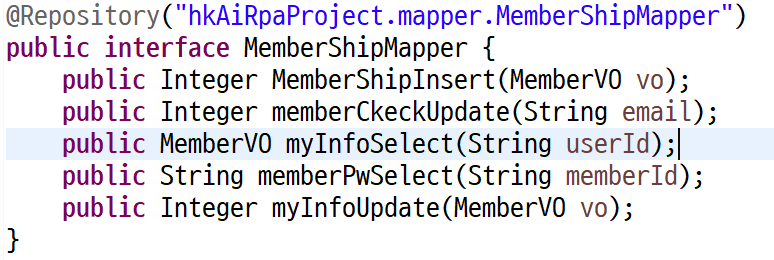 @Repository("hkAiRpaProject.mapper.MemberShipMapper")
public interface MemberShipMapper {
    public Integer MemberShipInsert(MemberVO vo);
    public Integer memberCkeckUpdate(String email);
    public MemberVO myInfoSelect(String userId);
    public String memberPwSelect(String memberId);
    public Integer myInfoUpdate(MemberVO vo);
}